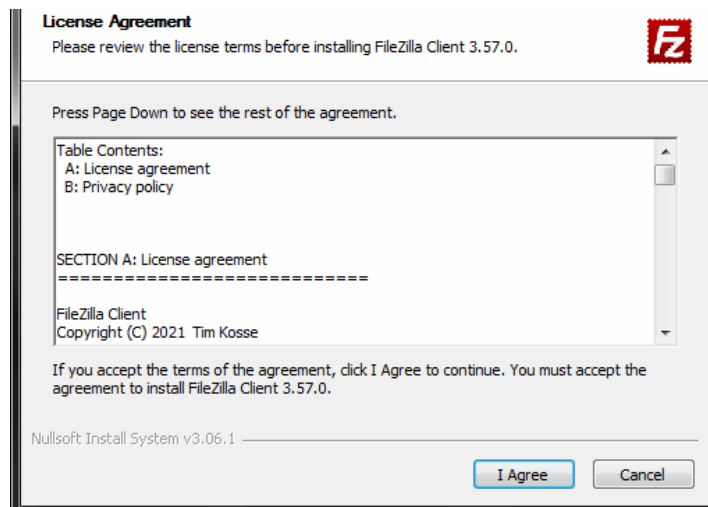 License Agreement
Please review the license terms before installing FileZilla Client 3.57.0.
Fz
Press Page Down to see the rest of the agreement.
Table Contents:
A: License agreement
B: Privacy policy
SECTION A: License agreement
============================
FileZilla Client
Copyright (C) 2021 Tim Kosse
If you accept the terms of the agreement, click I Agree to continue. You must accept the
agreement to install FileZilla Client 3.57.0.
Nullsoft Install System v3.06.1
I Agree
Cancel